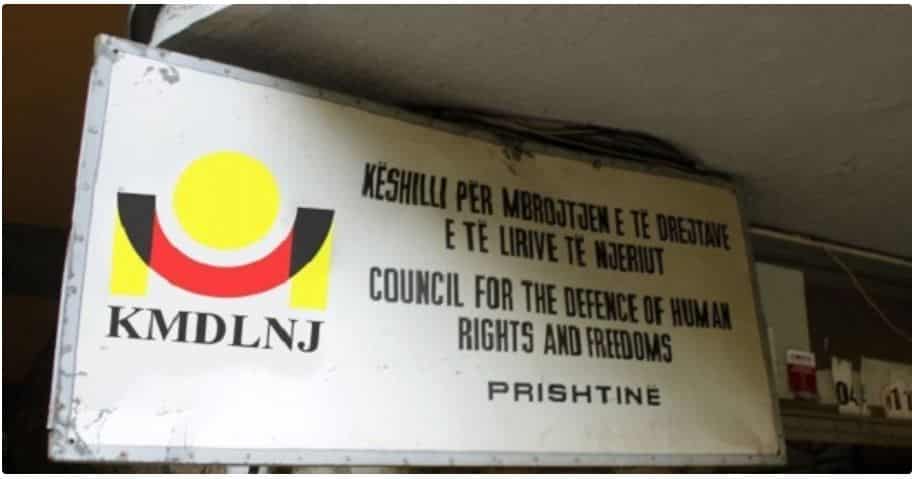 KËSHILLI PËR MBROJTJEN E TË DREJTAVE
E TË LIRIVE TË NJERIUT
COUNCIL FOR THE DEFENCE OF HUMAN
RIGHTS AND FREEDOMS
PRISHTINË
KMDLNJ
04